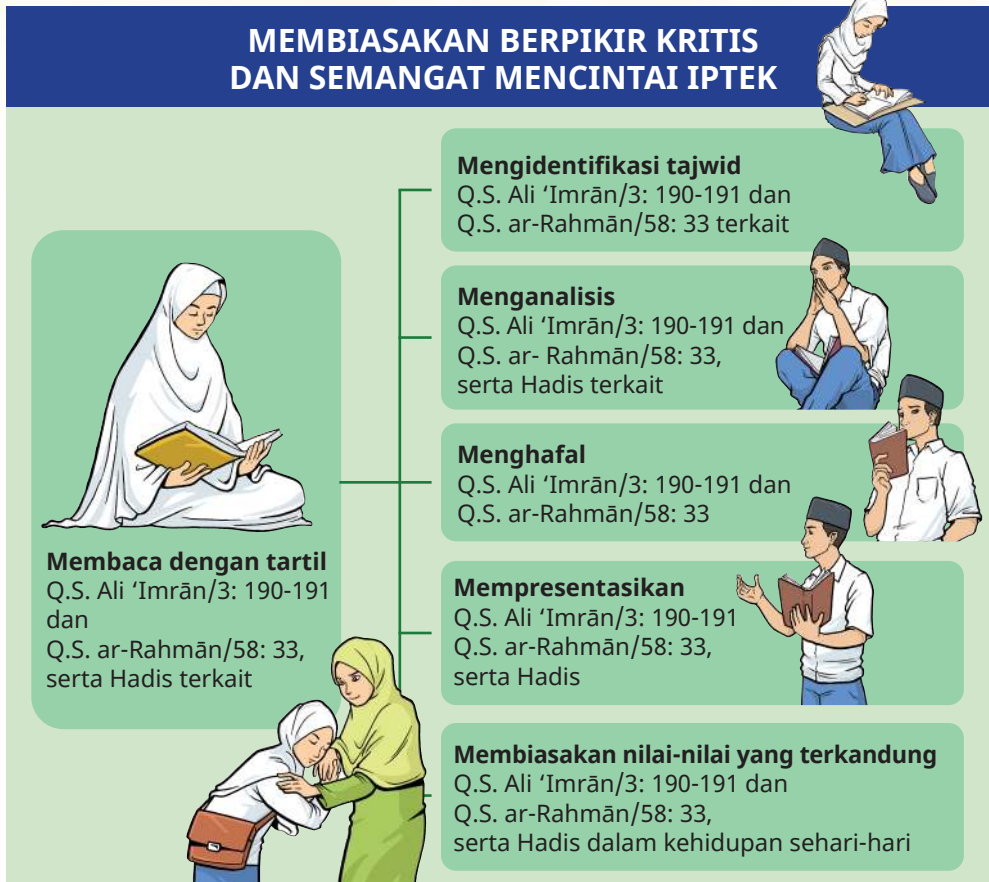 MEMBIASAKAN BERPIKIR KRITIS
DAN SEMANGAT MENCINTAI IPTEK
Membaca dengan tartil
Q.S. Ali ‘Imrān/3: 190-191
dan
Q.S. ar-Rahmān/58: 33,
serta Hadis terkait
Mengidentifikasi tajwid
Q.S. Ali ‘Imrān/3: 190-191 dan
Q.S. ar-Rahmān/58: 33 terkait
Menganalisis
Q.S. Ali ‘Imrān/3: 190-191 dan
Q.S. ar- Rahmān/58: 33,
serta Hadis terkait
Menghafal
Q.S. Ali ‘Imrān/3: 190-191 dan
Q.S. ar-Rahmān/58: 33
Mempresentasikan
Q.S. Ali ‘Imrān/3: 190-191
Q.S. ar-Rahmān/58: 33,
serta Hadis
Membiasakan nilai-nilai yang terkandung
Q.S. Ali ‘Imrān/3: 190-191 dan
Q.S. ar-Rahmān/58: 33,
serta Hadis dalam kehidupan sehari-hari